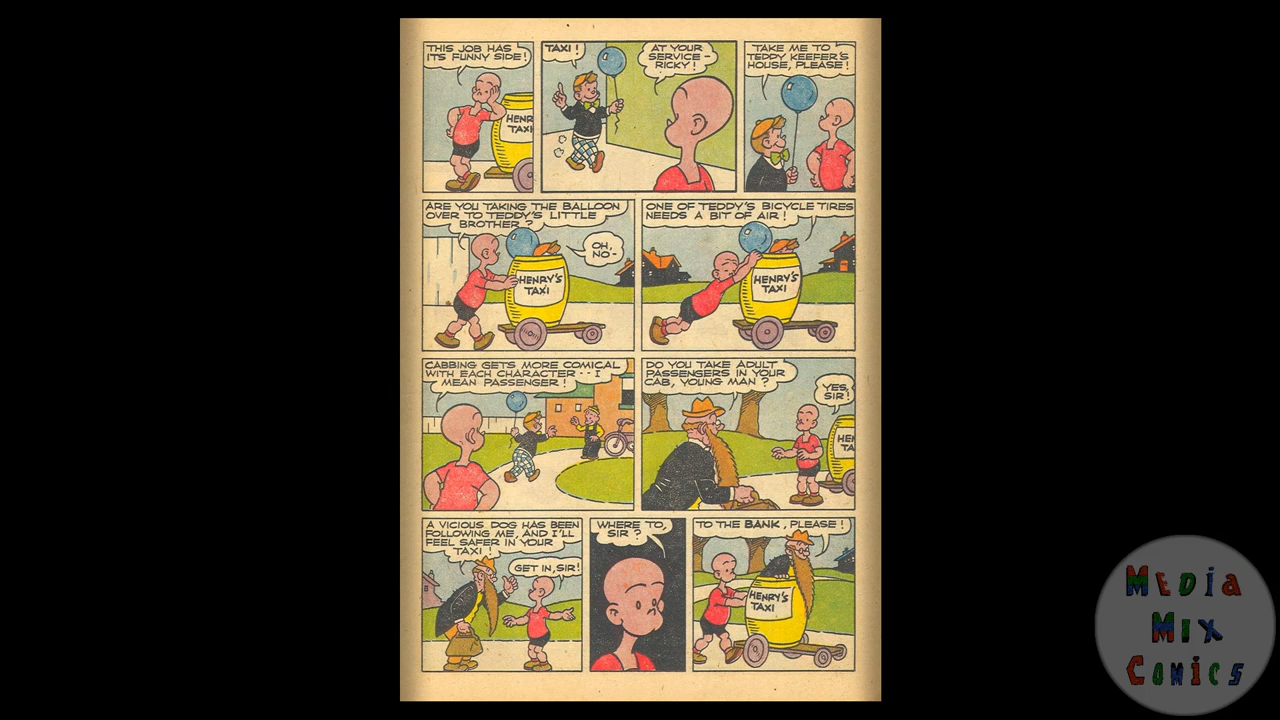 THIS JOB HAS
ITS FUNNY SIDE!
HENR
TAXI
TAXI!
AT YOUR
SERVICE-
RICKY!
TAKE ME TO
TEDDY KEEFER'S
HOUSE, PLEASE!
ARE YOU TAKING THE BALLOON
OVER TO TEDDY'S LITTLE
BROTHER?
OH,
NO-
HENRY'S
TAXI
ONE OF TEDDY'S BICYCLE TIRES
NEEDS A BIT OF AIR!
HENRY'S
TAXI
CABBING GETS MORE COMICAL
WITH EACH CHARACTER--I
MEAN PASSENGER!
DO YOU TAKE ADULT
PASSENGERS IN YOUR
CAB, YOUNG MAN?
YES,
SIR!
HEN
TA
A VICIOUS DOG HAS BEEN
FOLLOWING ME, AND I'LL
FEEL SAFER IN YOUR
TAXI!
GET IN, SIR!
WHERE TO,
SIR?
TO THE BANK, PLEASE!
HENRY'S
TAXI
MEDiA
MIX
COMiCS